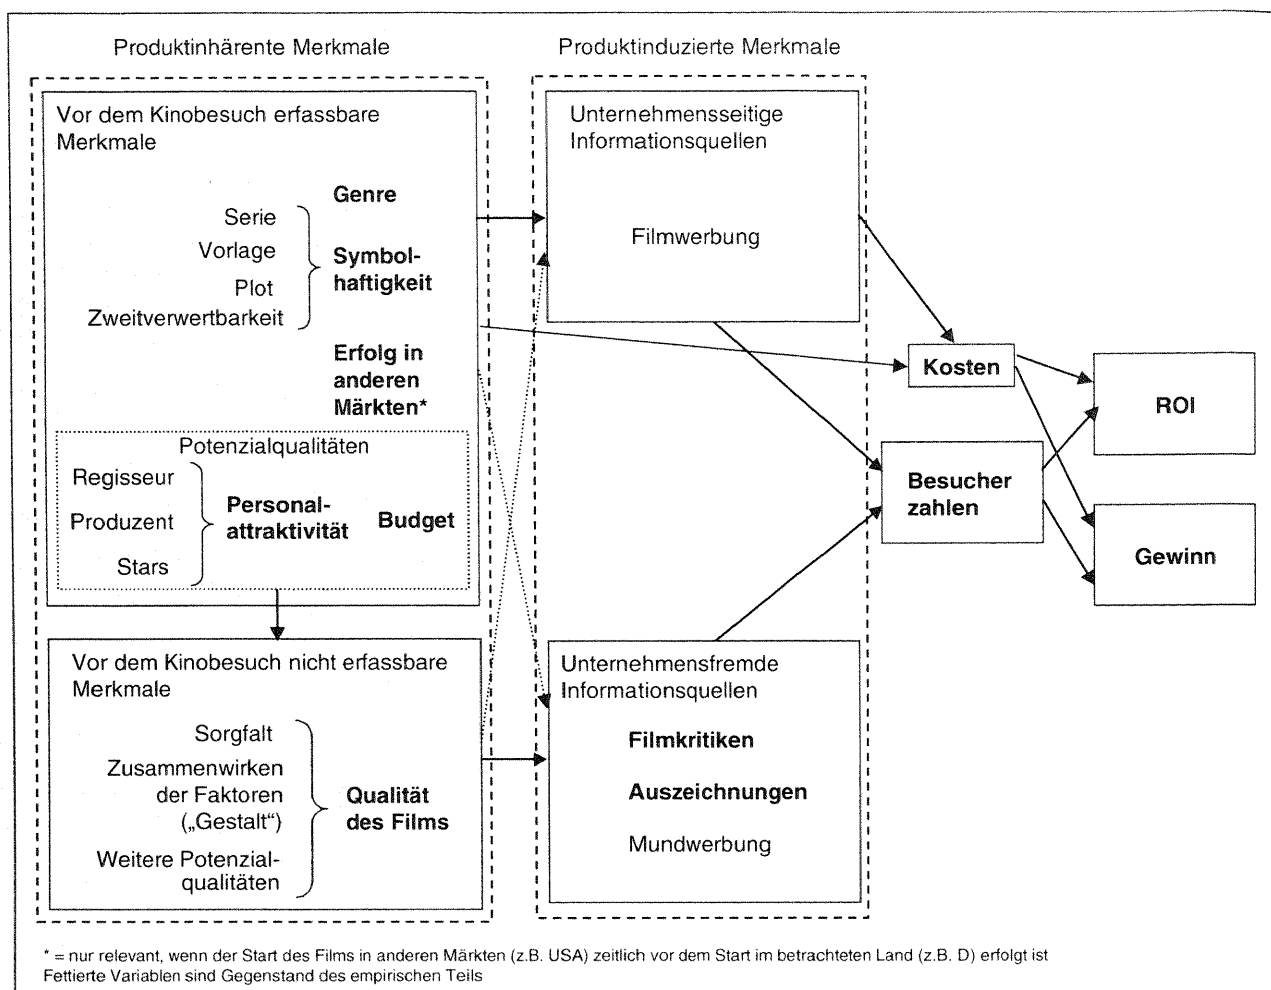 Produktinhärente Merkmale
Produktinduzierte Merkmale
Vor dem Kinobesuch erfassbare
Merkmale
Genre
Serie
Vorlage
Plot
Zweitverwertbarkeit
Symbol-
haftigkeit
Erfolg in
anderen
Märkten*
Potenzialqualitäten
Regisseur
Produzent
Stars
Personal-
attraktivität
Budget
Vor dem Kinobesuch nicht erfassbare
Merkmale
Sorgfalt
Zusammenwirken
der Faktoren
(„Gestalt“)
Weitere Potenzial-
qualitäten
Qualität
des Films
Unternehmensseitige
Informationsquellen
Filmwerbung
Unternehmensfremde
Informationsquellen
Filmkritiken
Auszeichnungen
Mundwerbung
Kosten
Besucher
zahlen
ROI
Gewinn
* = nur relevant, wenn der Start des Films in anderen Märkten (z.B. USA) zeitlich vor dem Start im betrachteten Land (z.B. D) erfolgt ist
Fettierte Variablen sind Gegenstand des empirischen Teils